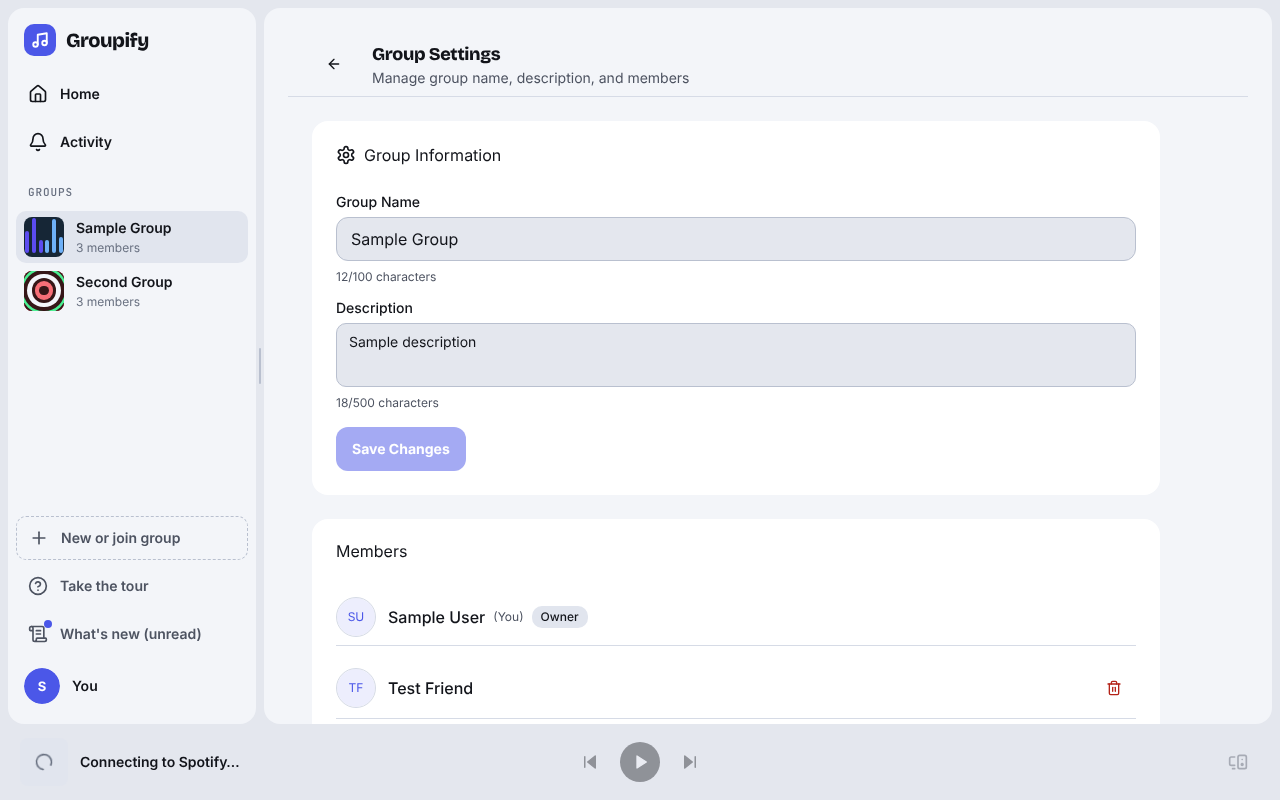 Groupify
Home
Activity
GROUPS
Sample Group
3 members
Second Group
3 members
New or join group
Take the tour
What's new (unread)
S
You
Group Settings
Manage group name, description, and members
Group Information
Group Name
Sample Group
12/100 characters
Description
Sample description
18/500 characters
Save Changes
Members
SU
Sample User (You) Owner
TF
Test Friend
Connecting to Spotify...